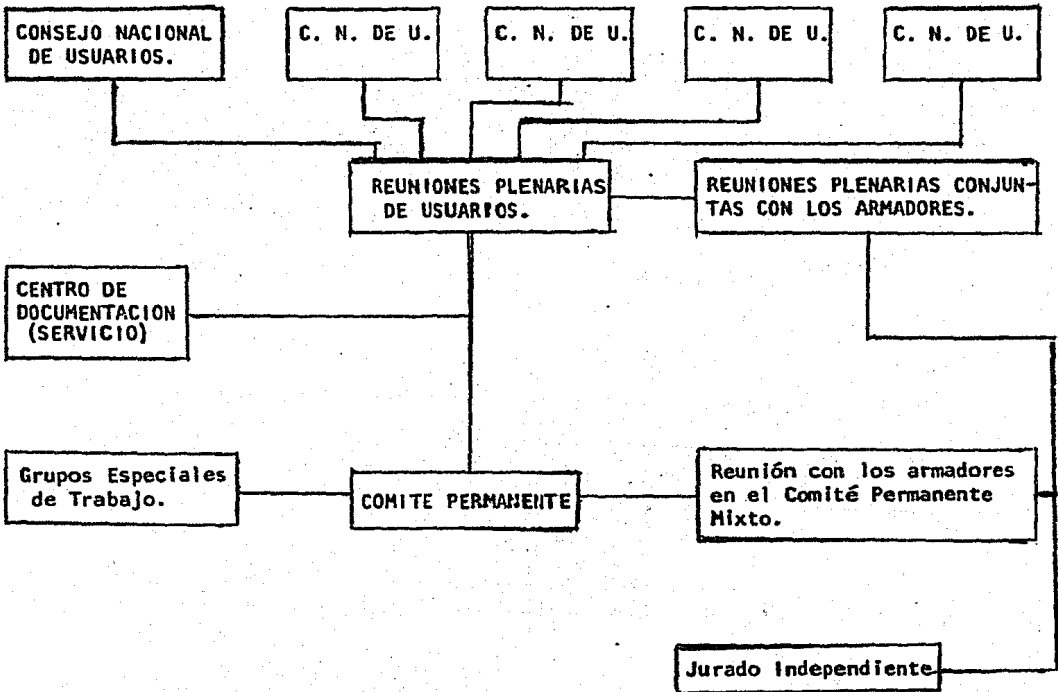 CONSEJO NACIONAL
DE USUARIOS.
C. N. DE U.
C. N. DE U.
C. N. DE U.
C. N. DE U.
REUNIONES PLENARIAS
DE USUARIOS.
REUNIONES PLENARIAS CONJUN-
TAS CON LOS ARMADORES.
CENTRO DE
DOCUMENTACION
(SERVICIO)
Grupos Especiales
de Trabajo.
COMITE PERMANENTE
Reunión con los armadores
en el Comité Permanente
Mixto.
Jurado Independiente